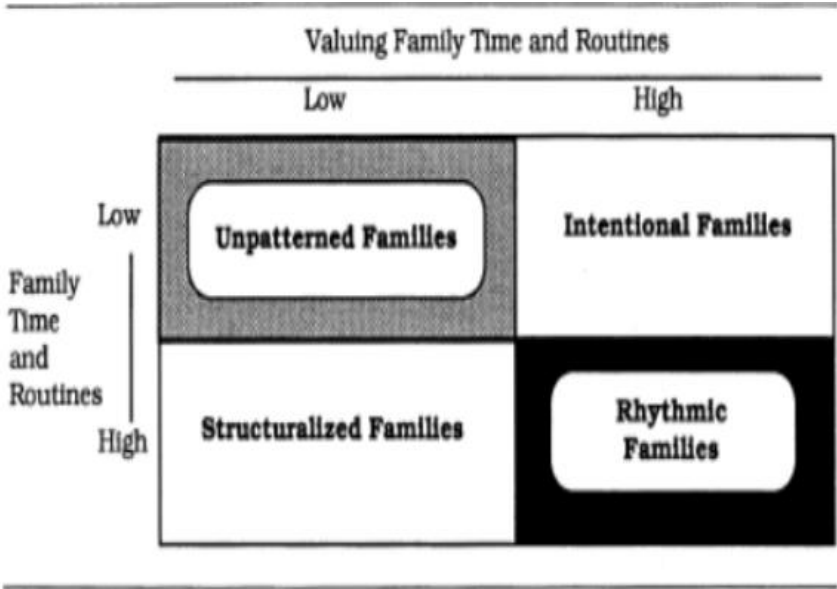 Valuing Family Time and Routines
Low
High
Low
Unpatterned Families
Intentional Families
Family
Time
and
Routines
High
Structuralized Families
Rhythmic
Families